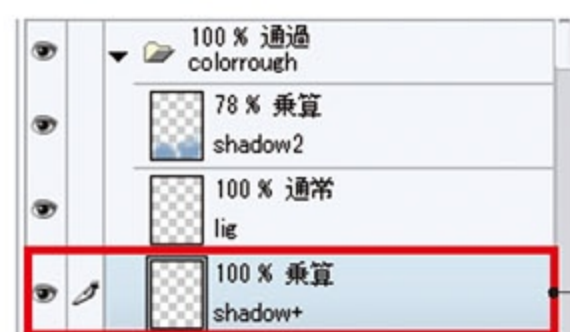 100 % 通過
colorrough
78 % 乗算
shadow2
100 % 通常
lig
100 % 乗算
shadow+